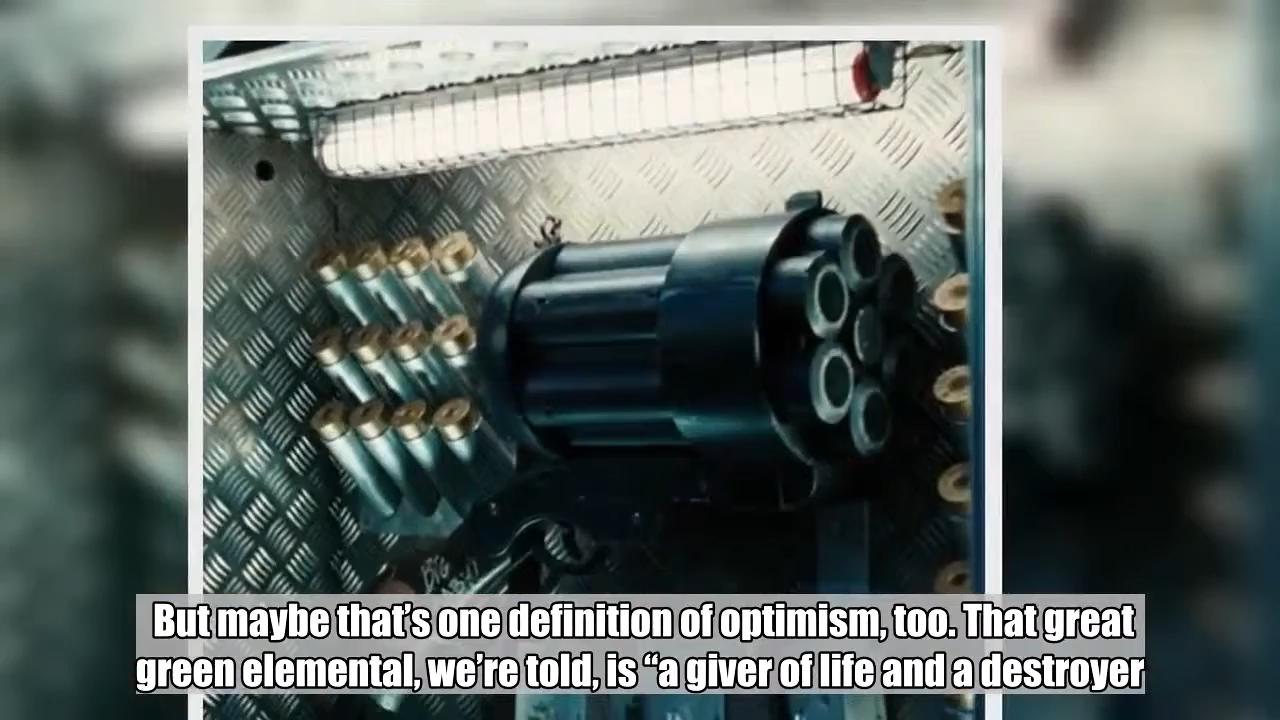 BIG
But maybe that’s one definition of optimism, too. That great
green elemental, we’re told, is “a giver of life and a destroyer